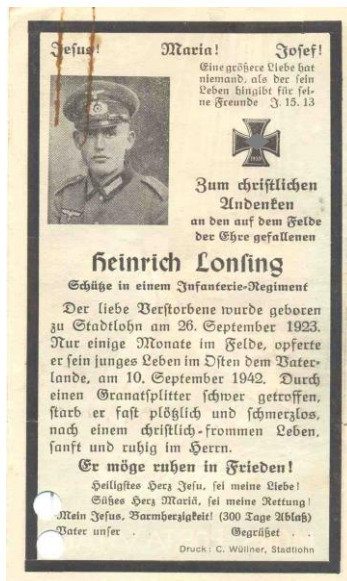 Jesus! Maria! Josef!
Eine größere Liebe hat
niemand, als der sein
Leben hingibt für sei-
ne Freunde J. 15. 13
1939
Zum christlichen
Andenken
an den auf dem Felde
der Ehre gefallenen
Heinrich Lonsing
Schütze in einem Infanterie-Regiment
Der liebe Verstorbene wurde geboren
zu Stadtlohn am 26. September 1923.
Nur einige Monate im Felde, opferte
er sein junges Leben im Osten dem Vater-
lande, am 10. September 1942. Durch
einen Granatsplitter schwer getroffen,
starb er fast plötzlich und schmerzlos,
nach einem christlich-frommen Leben,
sanft und ruhig im Herrn.
Er möge ruhen in Frieden!
Heiligstes Herz Jesu, sei meine Liebe!
Süßes Herz Mariä, sei meine Rettung!
Mein Jesus, Barmherzigkeit! (300 Tage Ablaß)
Vater unser . . Gegrüßet . .
Druck: C. Wüllner, Stadtlohn